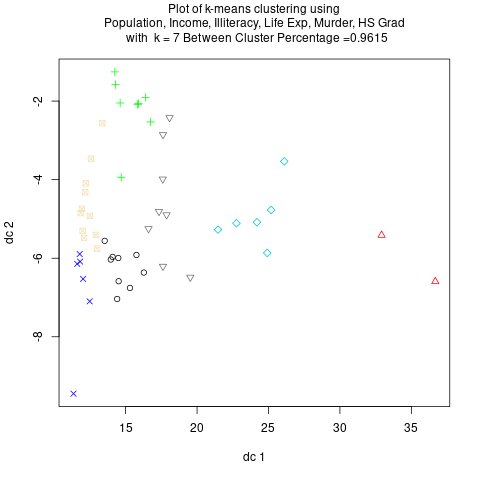 Plot of k-means clustering using
Population, Income, Illiteracy, Life Exp, Murder, HS Grad
with k = 7 Between Cluster Percentage =0.9615
-2
-4
-6
-8
dc 2
15 20 25 30 35
dc 1